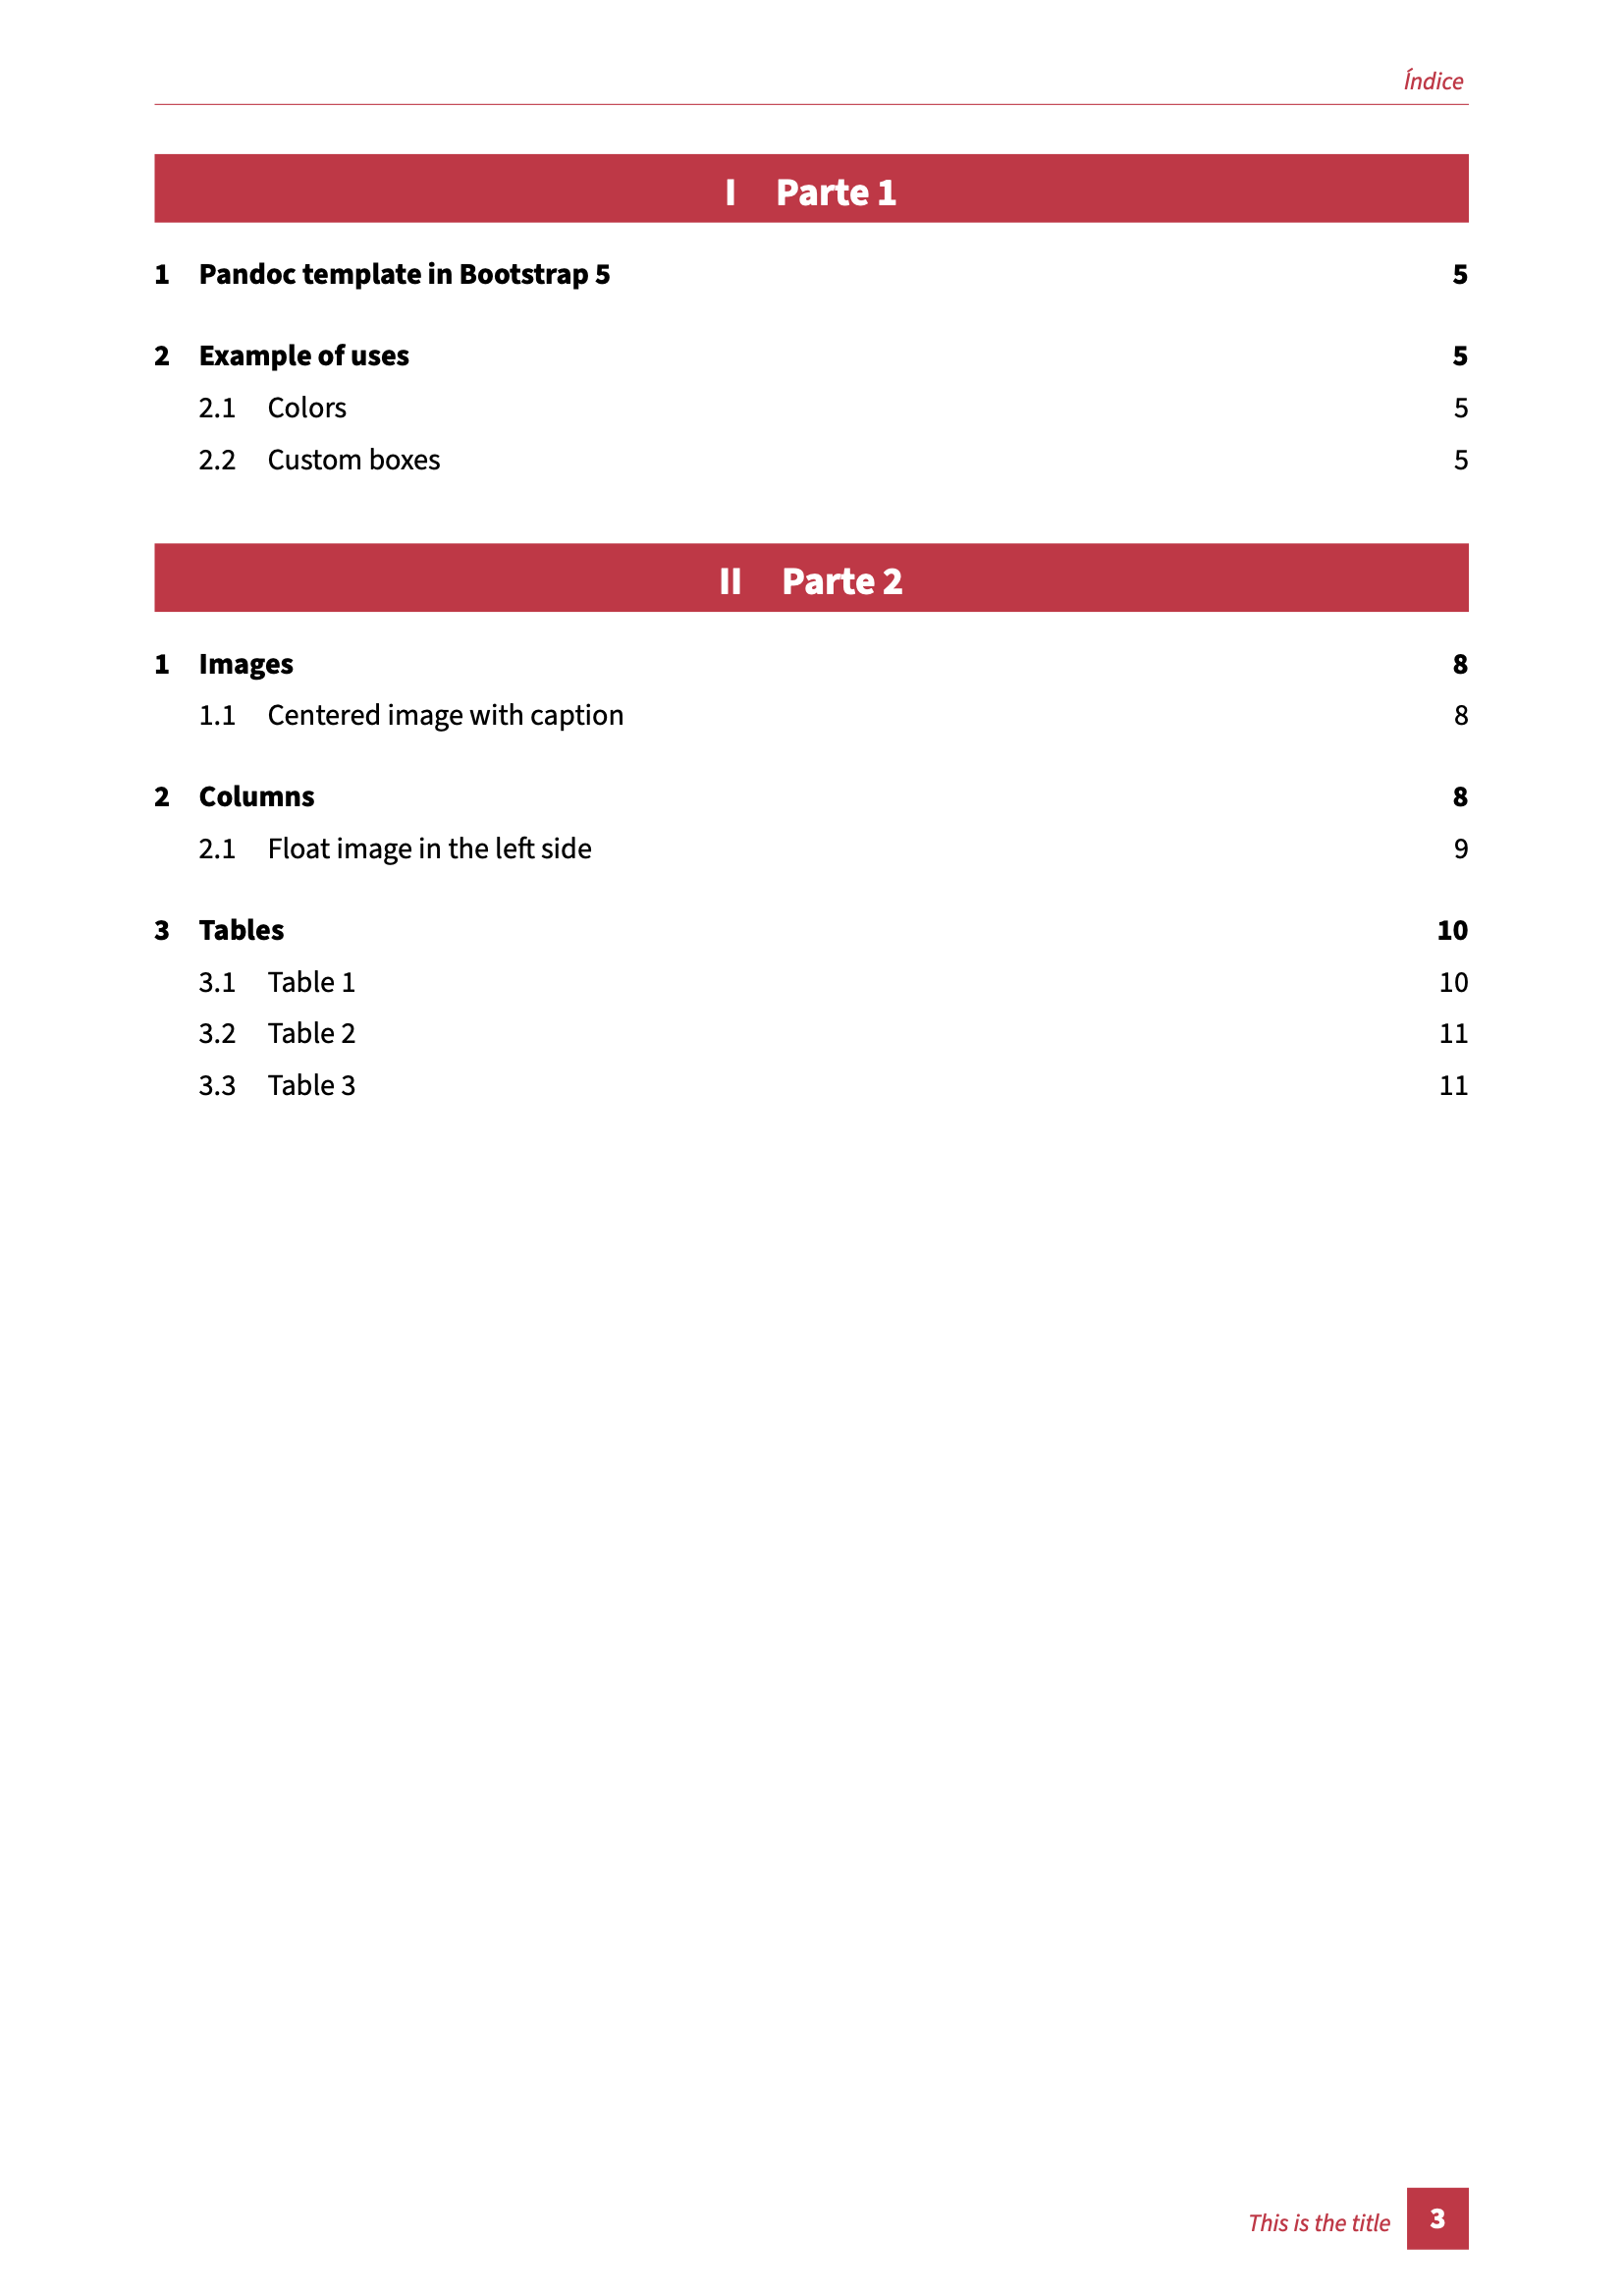 Índice
I Parte 1
1 Pandoc template in Bootstrap 5 5
2 Example of uses 5
2.1 Colors 5
2.2 Custom boxes 5
II Parte 2
1 Images 8
1.1 Centered image with caption 8
2 Columns 8
2.1 Float image in the left side 9
3 Tables 10
3.1 Table 1 10
3.2 Table 2 11
3.3 Table 3 11
This is the title 3